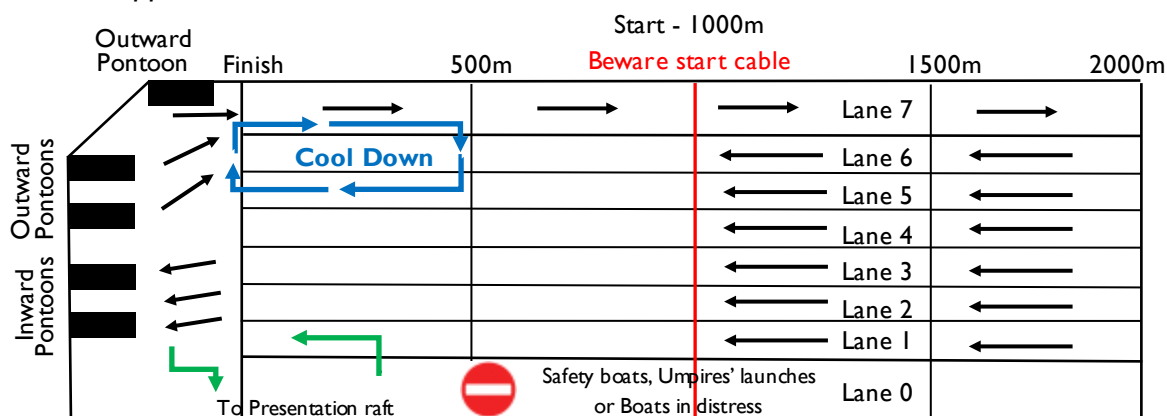 Start - 1000m
Outward
Pontoon
Finish
500m
Beware start cable
1500m
2000m
Lane 7
Cool Down
Lane 6
Lane 5
Outward
Pontoons
Lane 4
Lane 3
Inward
Pontoons
Lane 2
Lane 1
Safety boats, Umpires' launches
or Boats in distress
Lane 0
To Presentation raft